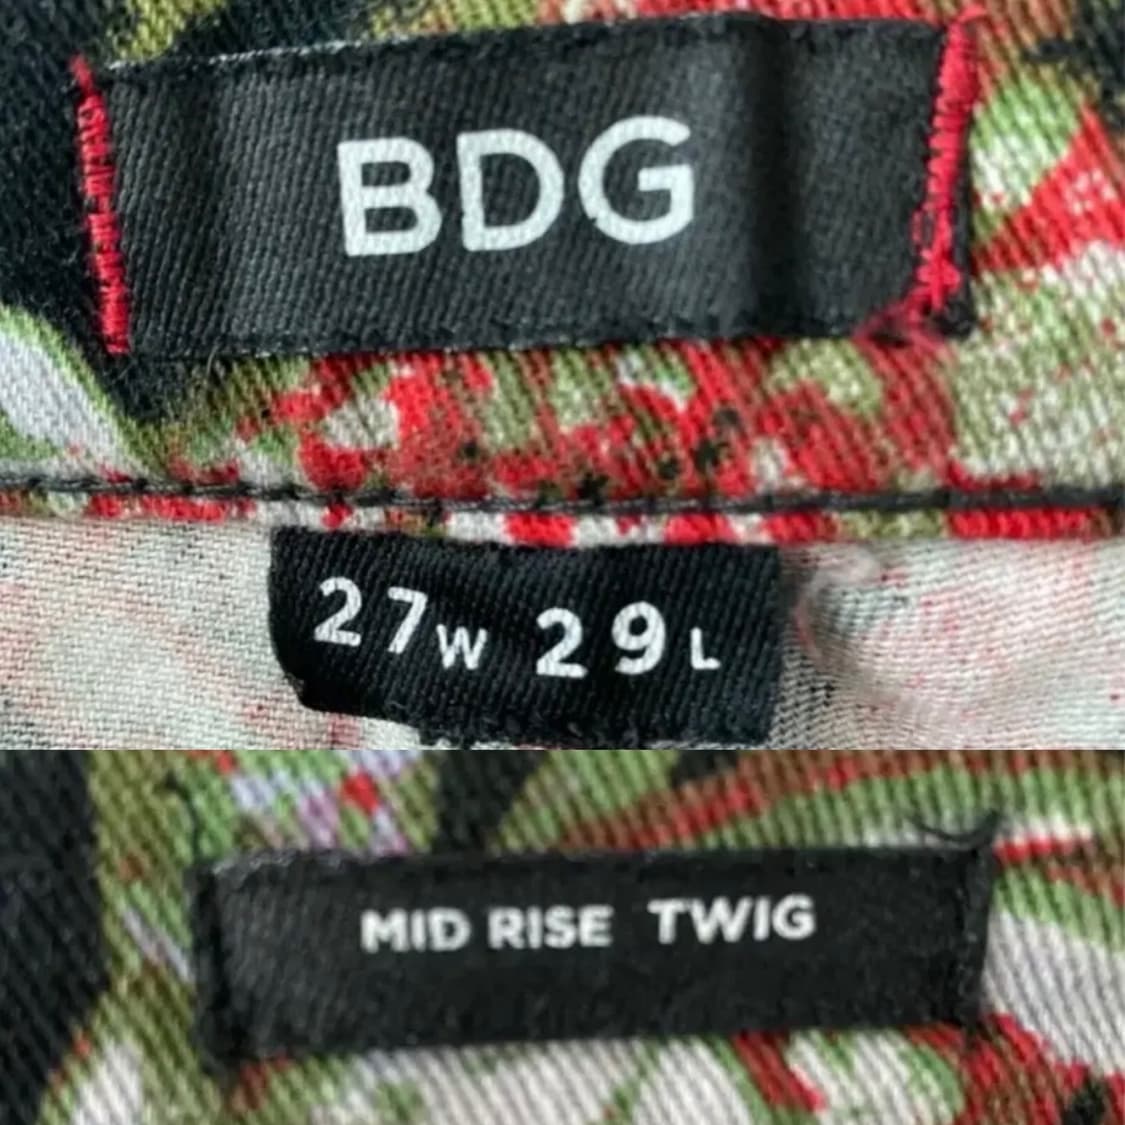 BDG
27W 29L
MID RISE TWIG